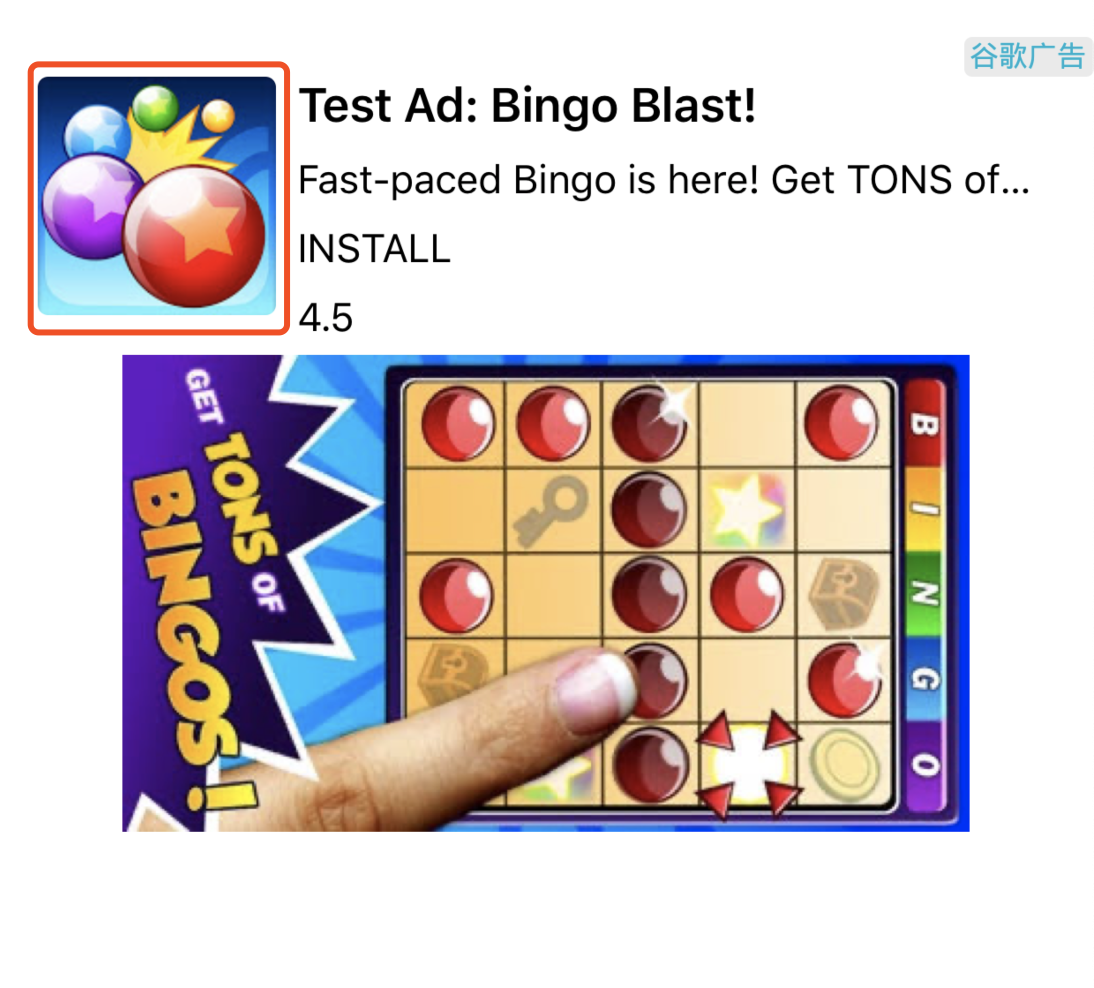 谷歌广告
Test Ad: Bingo Blast!
Fast-paced Bingo is here! Get TONS of...
INSTALL
4.5
GET TONS OF
BINGOS!
B
I
N
G
O